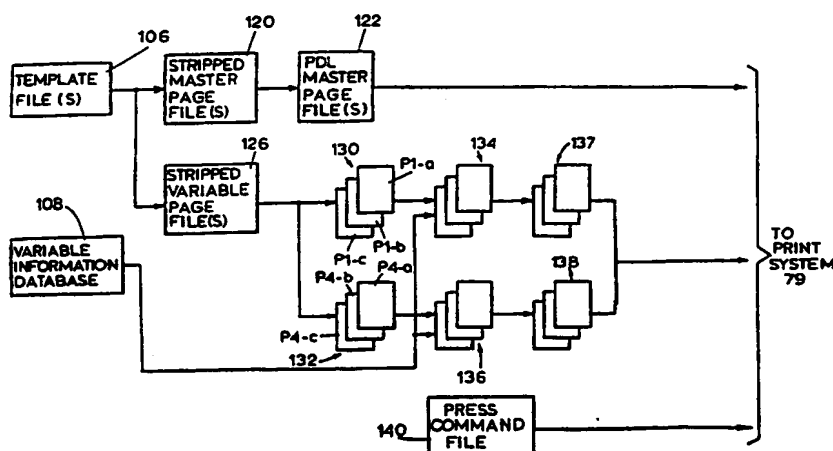 106
TEMPLATE
FILE(S)
120
STRIPPED
MASTER
PAGE
FILE(S)
122
PDL
MASTER
PAGE
FILE(S)
126
STRIPPED
VARIABLE
PAGE
FILE(S)
130
P1-a
P1-b
P1-c
134
137
108
VARIABLE
INFORMATION
DATABASE
P4-b
P4-a
P4-c
132
136
138
TO
PRINT
SYSTEM
79
140
PRESS
COMMAND
FILE